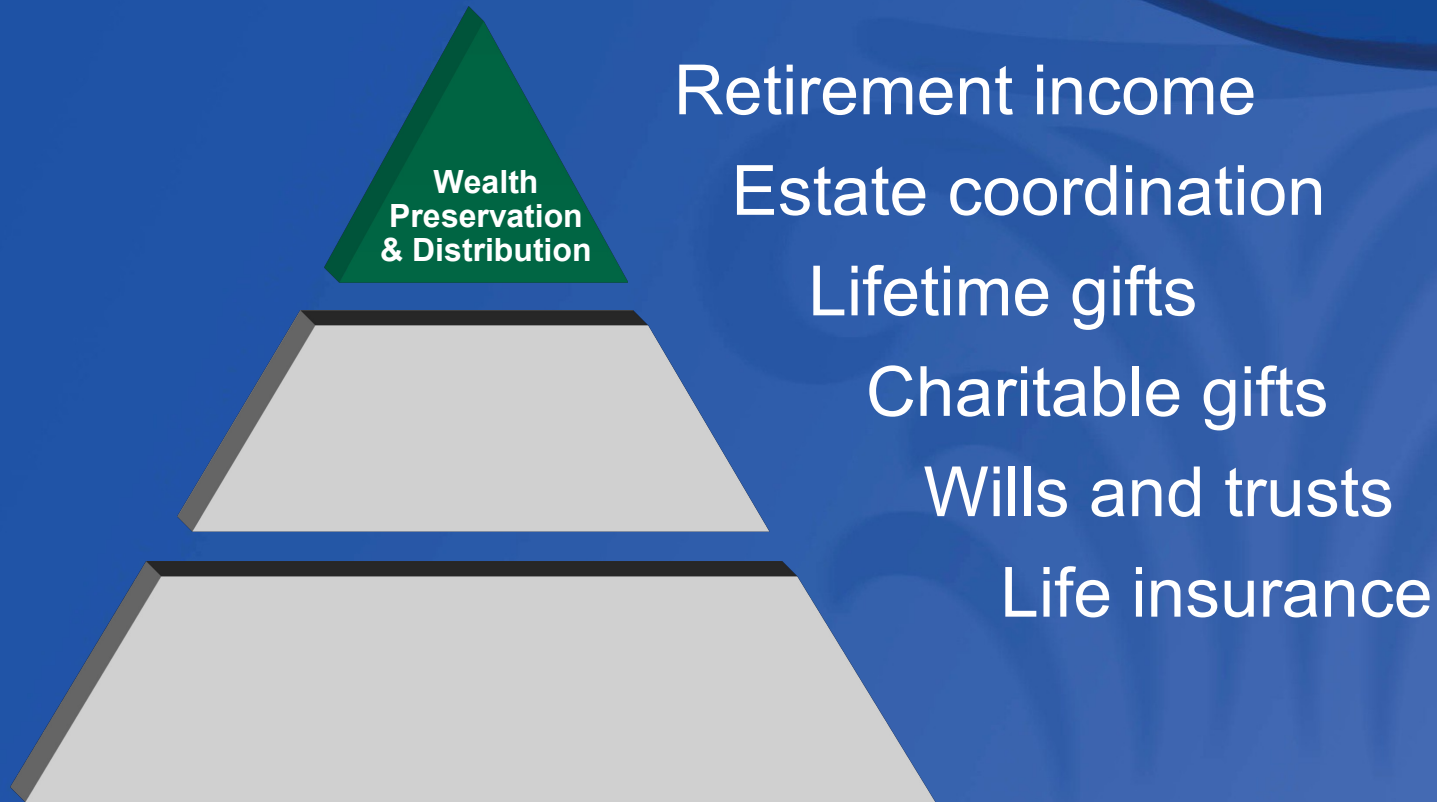 Wealth
Preservation
& Distribution
Retirement income
Estate coordination
Lifetime gifts
Charitable gifts
Wills and trusts
Life insurance